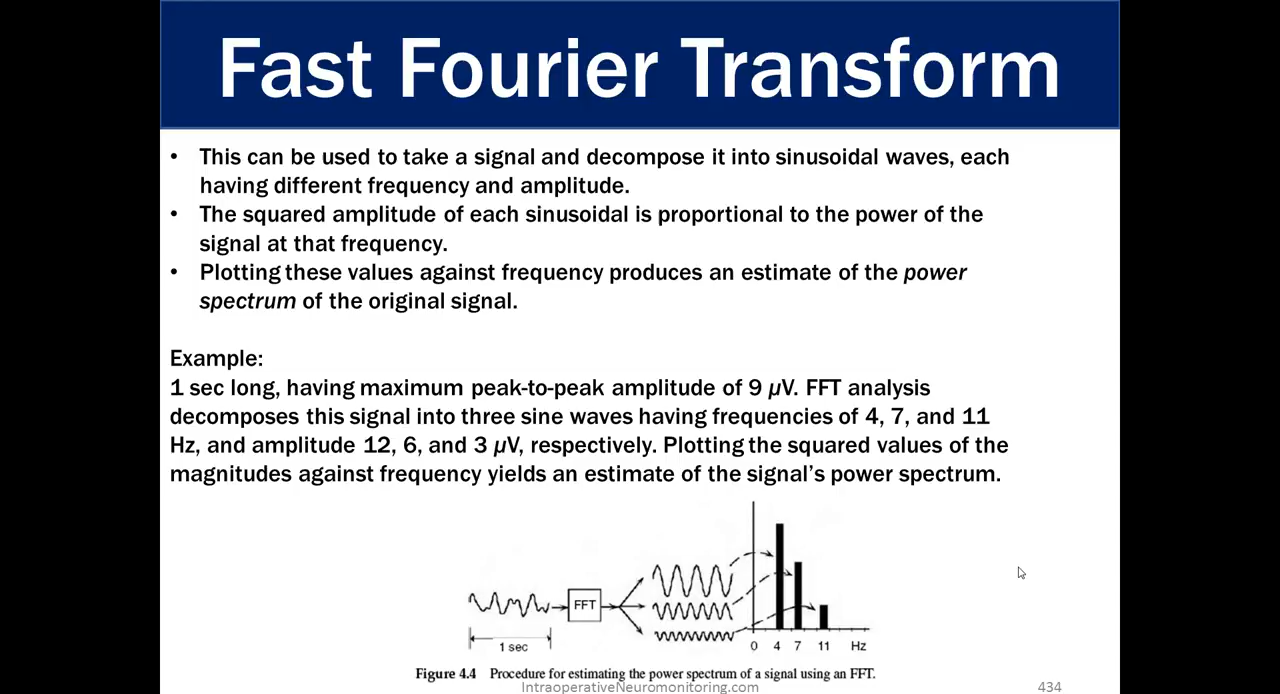 Fast Fourier Transform
• This can be used to take a signal and decompose it into sinusoidal waves, each
having different frequency and amplitude.
• The squared amplitude of each sinusoidal is proportional to the power of the
signal at that frequency.
• Plotting these values against frequency produces an estimate of the power
spectrum of the original signal.
Example:
1 sec long, having maximum peak-to-peak amplitude of 9 µV. FFT analysis
decomposes this signal into three sine waves having frequencies of 4, 7, and 11
Hz, and amplitude 12, 6, and 3 µV, respectively. Plotting the squared values of the
magnitudes against frequency yields an estimate of the signal’s power spectrum.
FFT
1 sec
0 4 7 11 Hz
Figure 4.4 Procedure for estimating the power spectrum of a signal using an FFT.
IntraoperativeNeuromonitoring.com
434